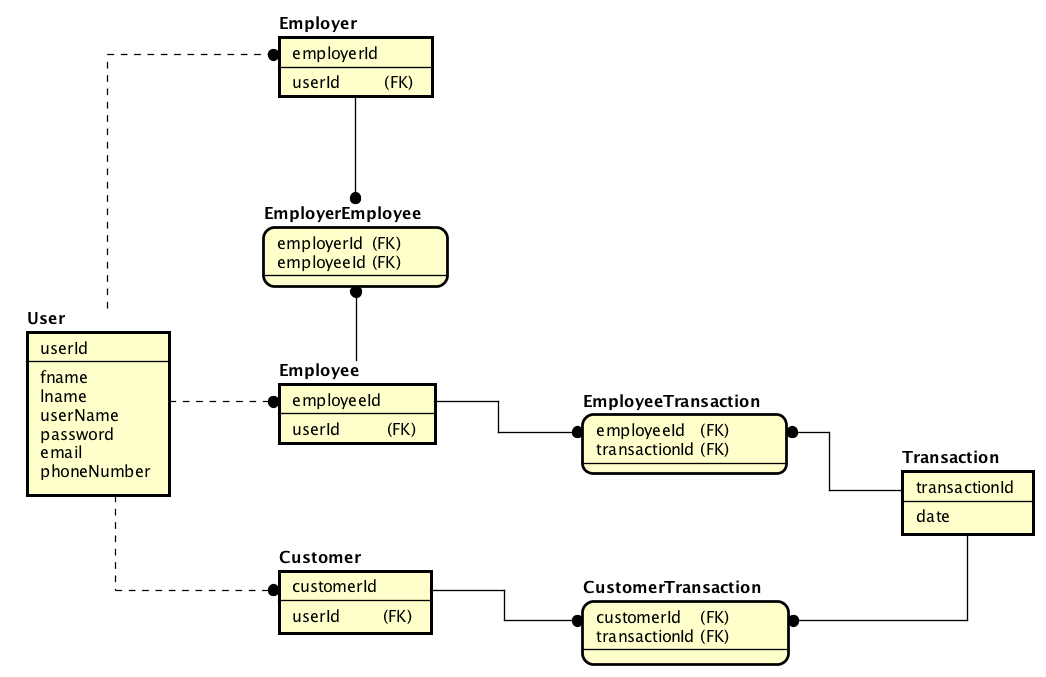 Employer
employerId
userId (FK)
EmployerEmployee
employerId (FK)
employeeId (FK)
User
userId
fname
lname
userName
password
email
phoneNumber
Employee
employeeId
userId (FK)
EmployeeTransaction
employeeId (FK)
transactionId (FK)
Transaction
transactionId
date
Customer
customerId
userId (FK)
CustomerTransaction
customerId (FK)
transactionId (FK)